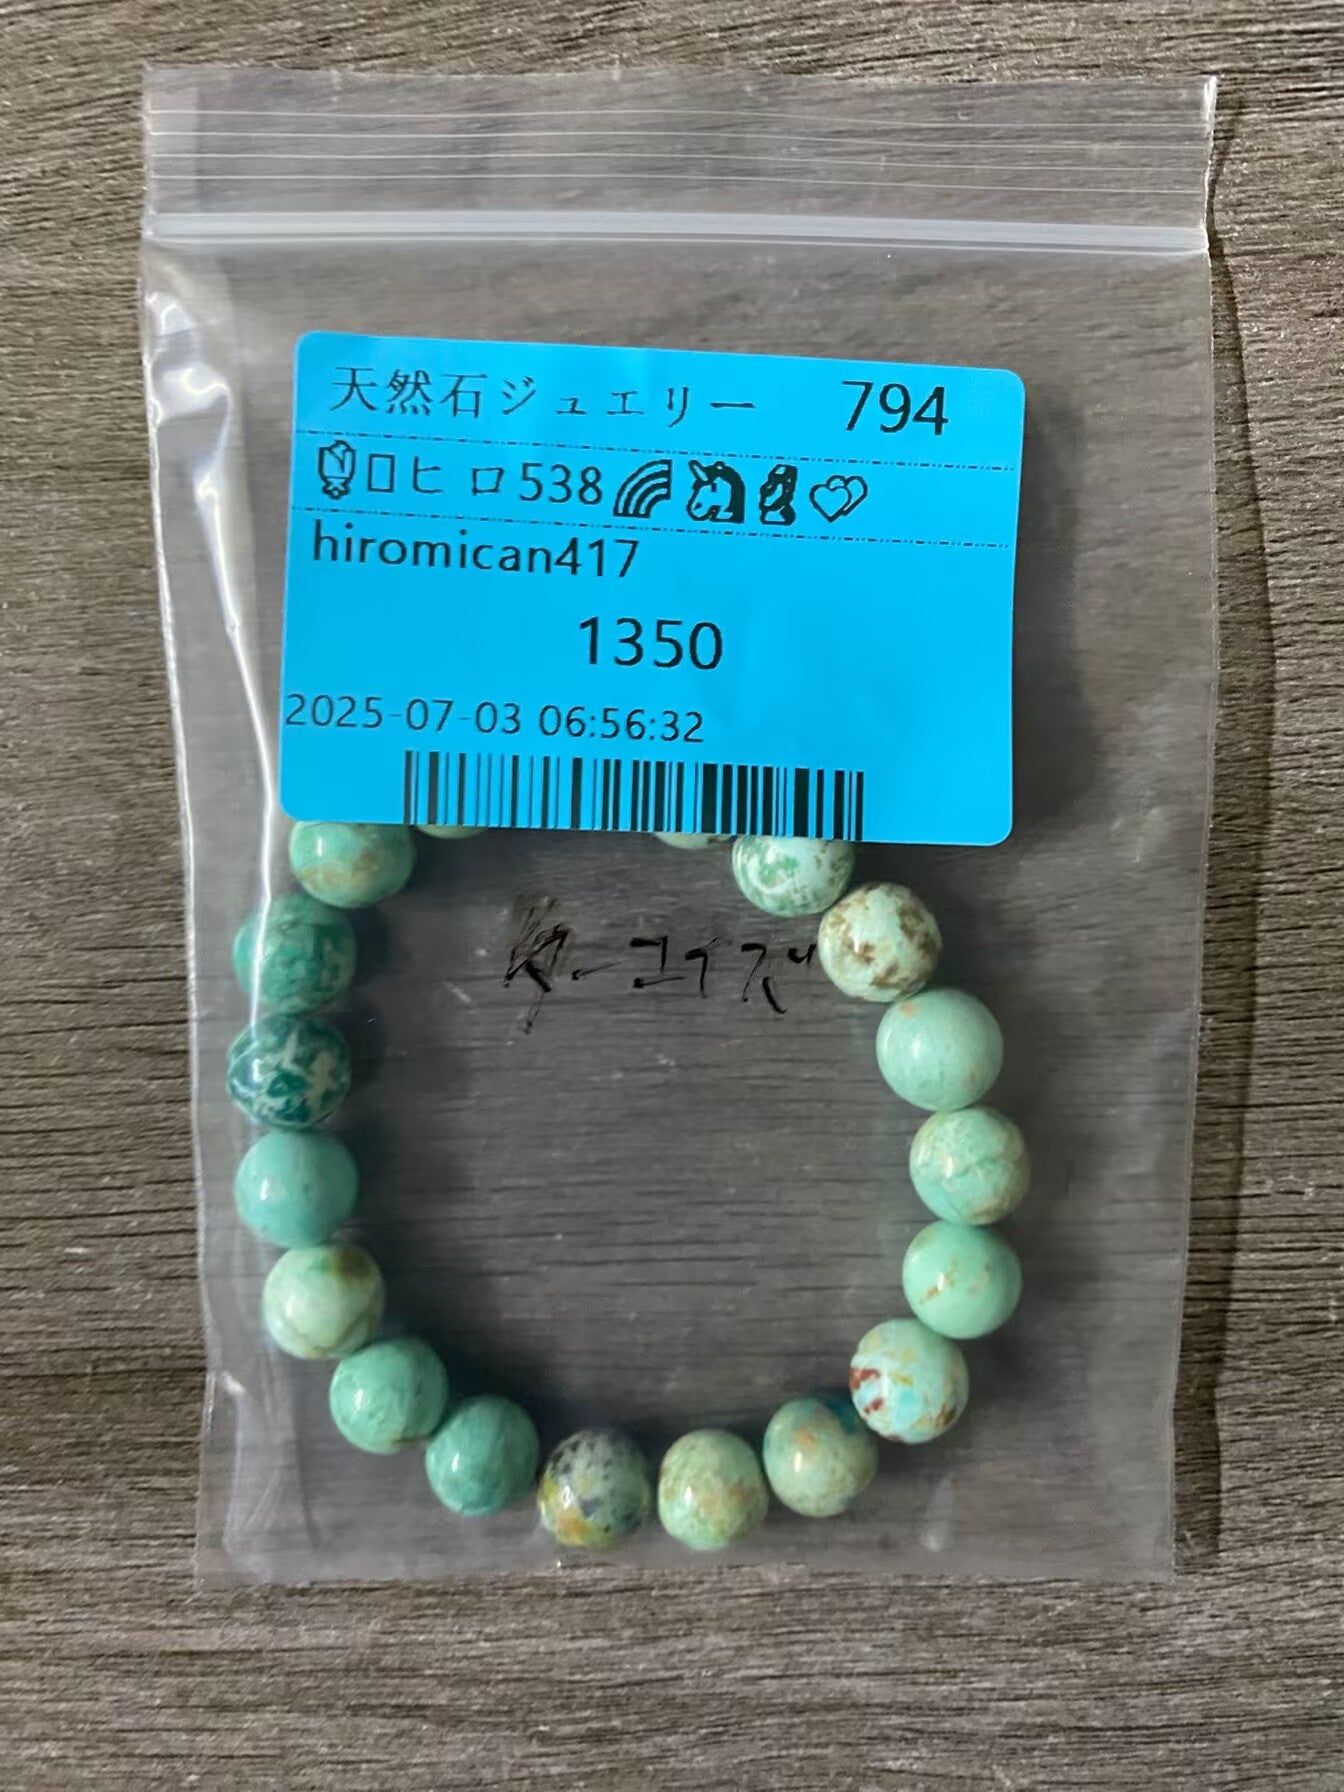 天然石ジュエリー 794
🌹▯ヒロ538🌈🦄🗿💕
hiromican417
1350
2025-07-03 06:56:32
ターコイズ